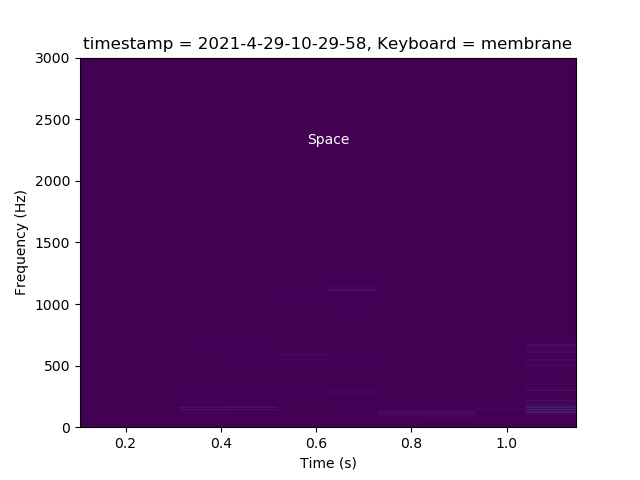 timestamp = 2021-4-29-10-29-58, Keyboard = membrane
3000
2500
Space
2000
Frequency (Hz)
1500
1000
500
0
0.2 0.4 0.6 0.8 1.0
Time (s)